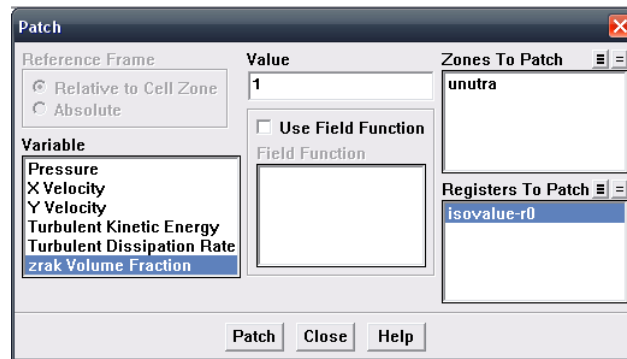 Patch
Reference Frame
Relative to Cell Zone
Absolute
Variable
Pressure
X Velocity
Y Velocity
Turbulent Kinetic Energy
Turbulent Dissipation Rate
zrak Volume Fraction
Value
1
Use Field Function
Field Function
Zones To Patch
unutra
Registers To Patch
isovalue-r0
Patch Close Help